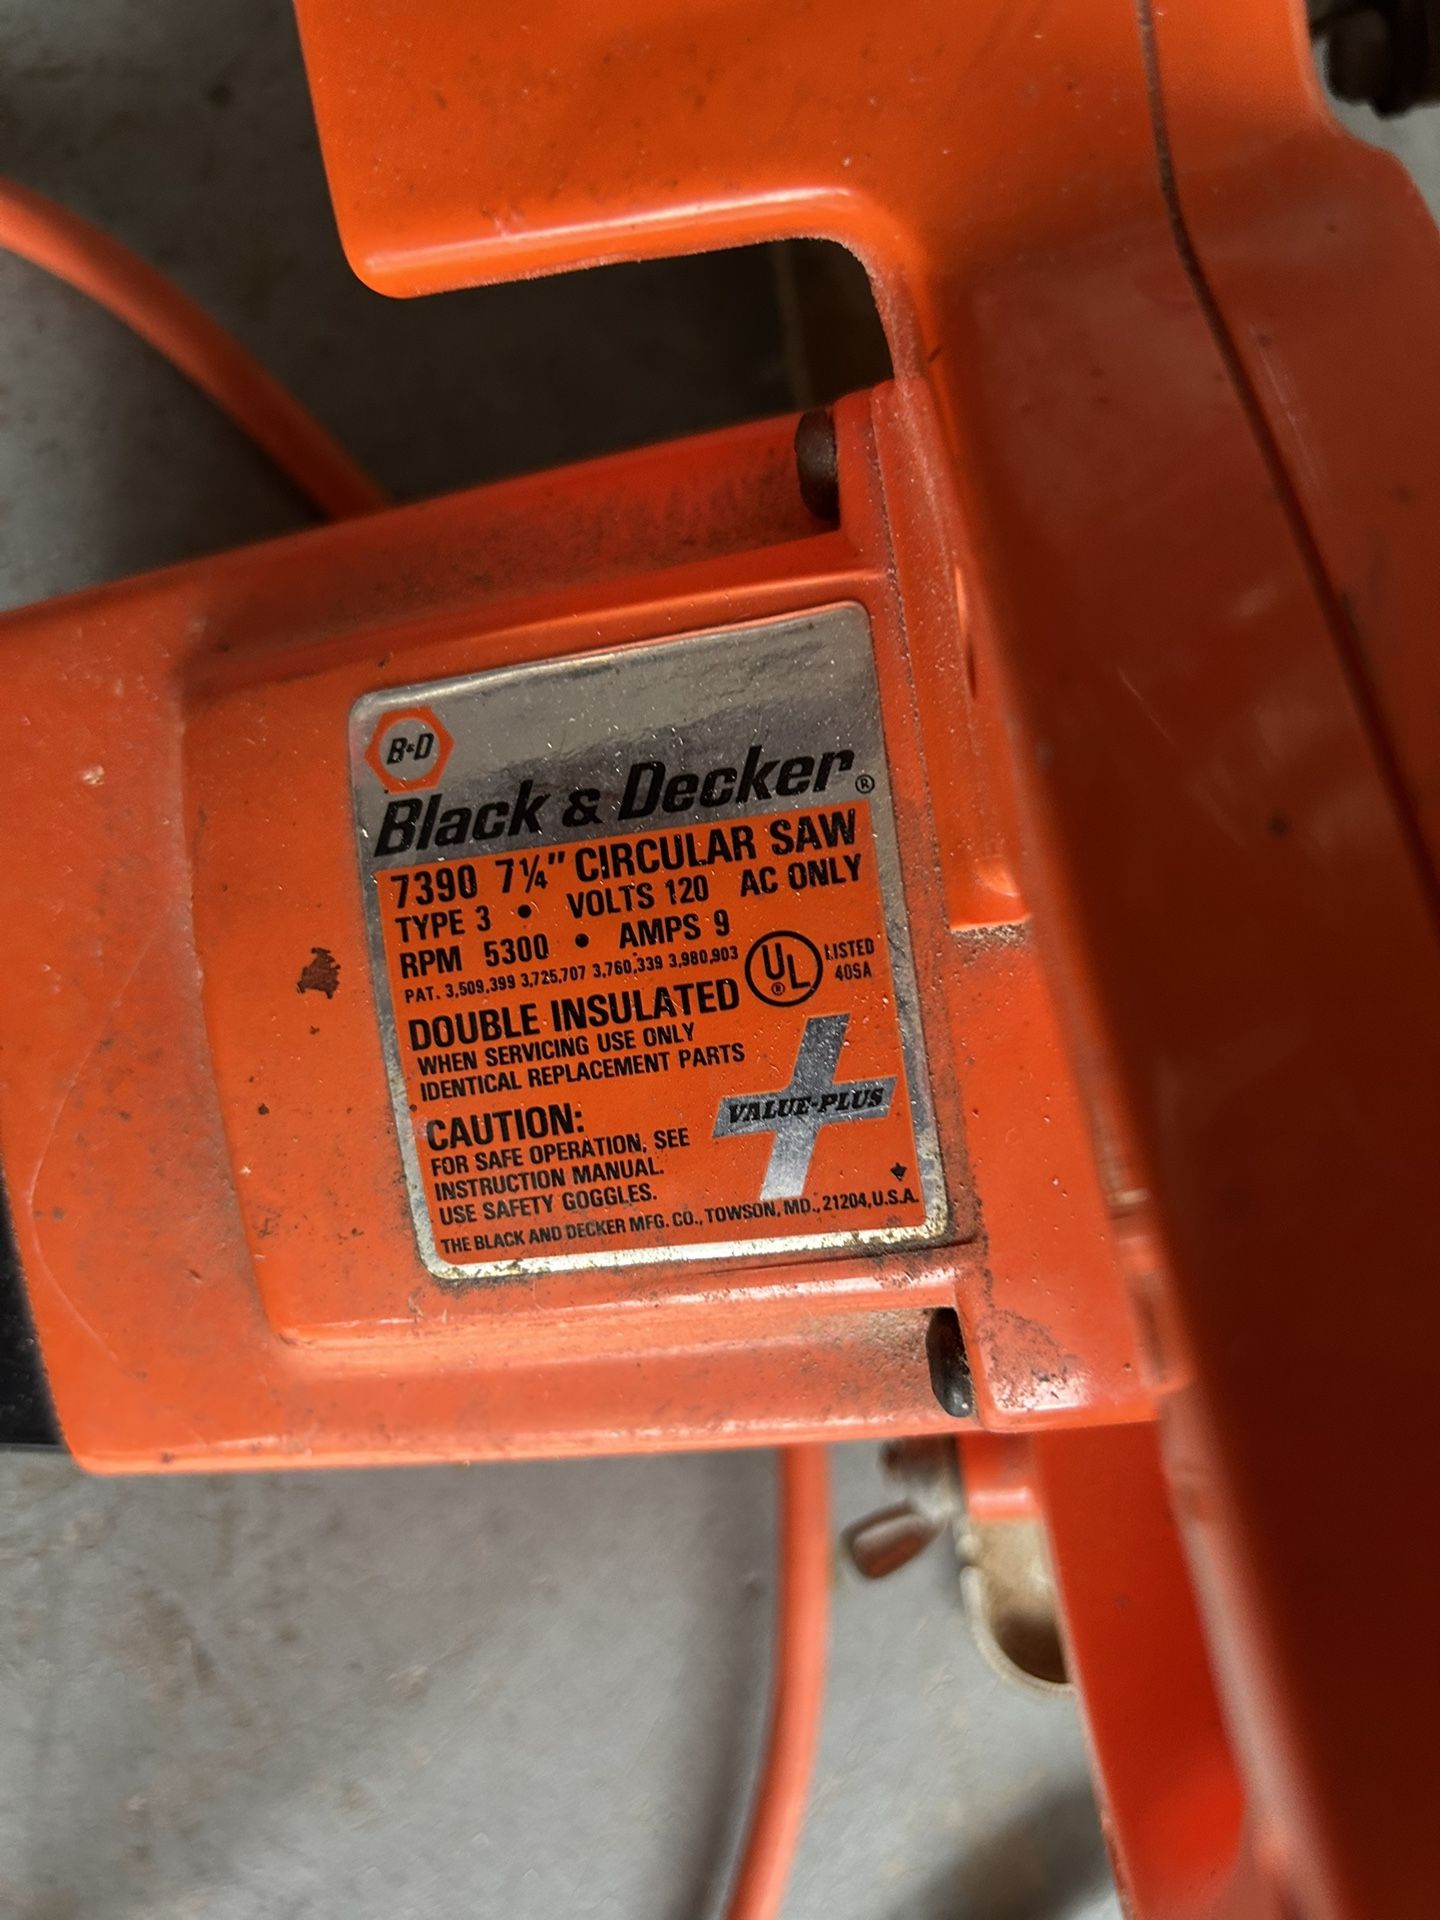 B&D
Black & Decker®
7390 7¼" CIRCULAR SAW
TYPE 3 • VOLTS 120 AC ONLY
RPM 5300 • AMPS 9
PAT. 3,509,399 3,725,707 3,760,339 3,980,903
UL® LISTED
40SA
DOUBLE INSULATED
WHEN SERVICING USE ONLY
IDENTICAL REPLACEMENT PARTS
VALUE-PLUS
CAUTION:
FOR SAFE OPERATION, SEE
INSTRUCTION MANUAL.
USE SAFETY GOGGLES.
THE BLACK AND DECKER MFG. CO., TOWSON, MD., 21204, U.S.A.